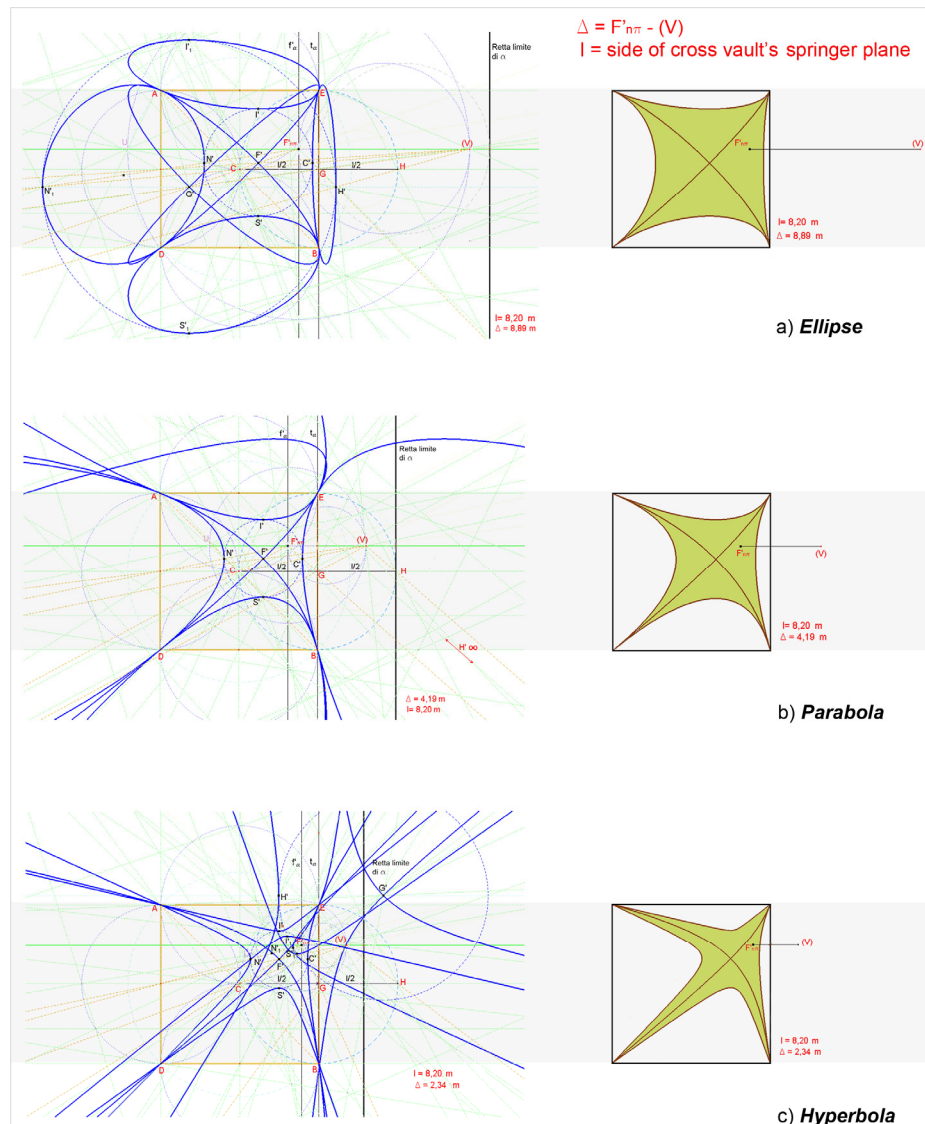 Δ = F'nπ - (V)
I = side of cross vault's springer plane
I'₁
f'α
tα
Retta limite
di α
A
E
I'
U
F'nπ
(V)
N'
F'
C'
C
I/2
I/2
G
H
N'₁
G'
H'
S'
D
B
S'₁
I= 8,20 m
Δ = 8,89 m
F'nπ
(V)
I= 8,20 m
Δ = 8,89 m
a) Ellipse
f'α
tα
Retta limite
di α
A
E
I'
U
F'nπ
(V)
N'
F'
C'
C
I/2
I/2
G
H
S'
D
B
H' ∞
Δ = 4,19 m
I= 8,20 m
F'nπ
(V)
I= 8,20 m
Δ = 4,19 m
b) Parabola
f'α
tα
Retta limite
di α
H'
G'
A
E
(V)
N'
F'
C'
C
I/2
I/2
G
H
S'
D
B
I = 8,20 m
Δ = 2,34 m
F'nπ
(V)
I = 8,20 m
Δ = 2,34 m
c) Hyperbola